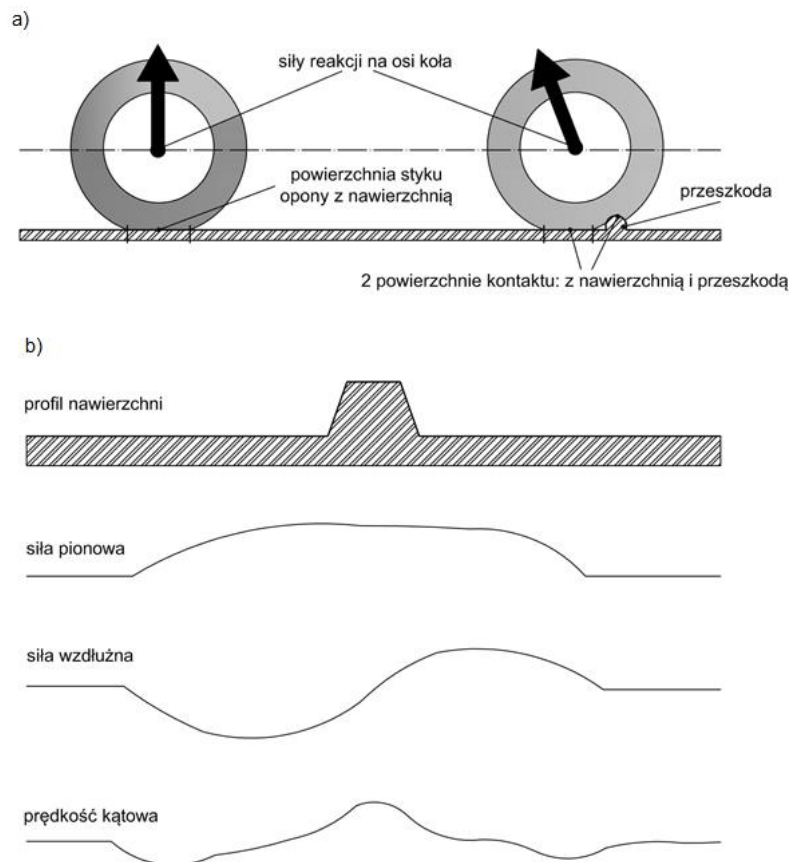 a)
siły reakcji na osi koła
powierzchnia styku
opony z nawierzchnią
przeszkoda
2 powierzchnie kontaktu: z nawierzchnią i przeszkodą
b)
profil nawierzchni
siła pionowa
siła wzdłużna
prędkość kątowa